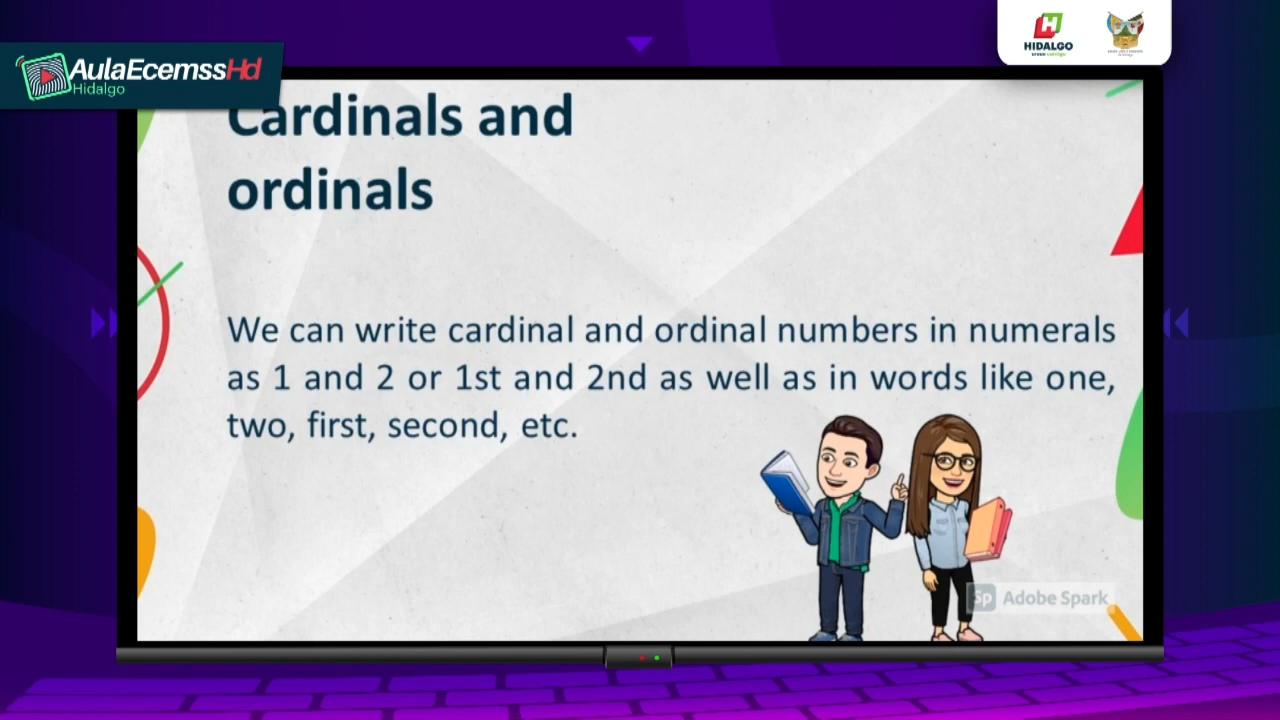 HIDALGO
AulaEcemssHd
Hidalgo
Cardinals and
ordinals
We can write cardinal and ordinal numbers in numerals
as 1 and 2 or 1st and 2nd as well as in words like one,
two, first, second, etc.
Sp Adobe Spark